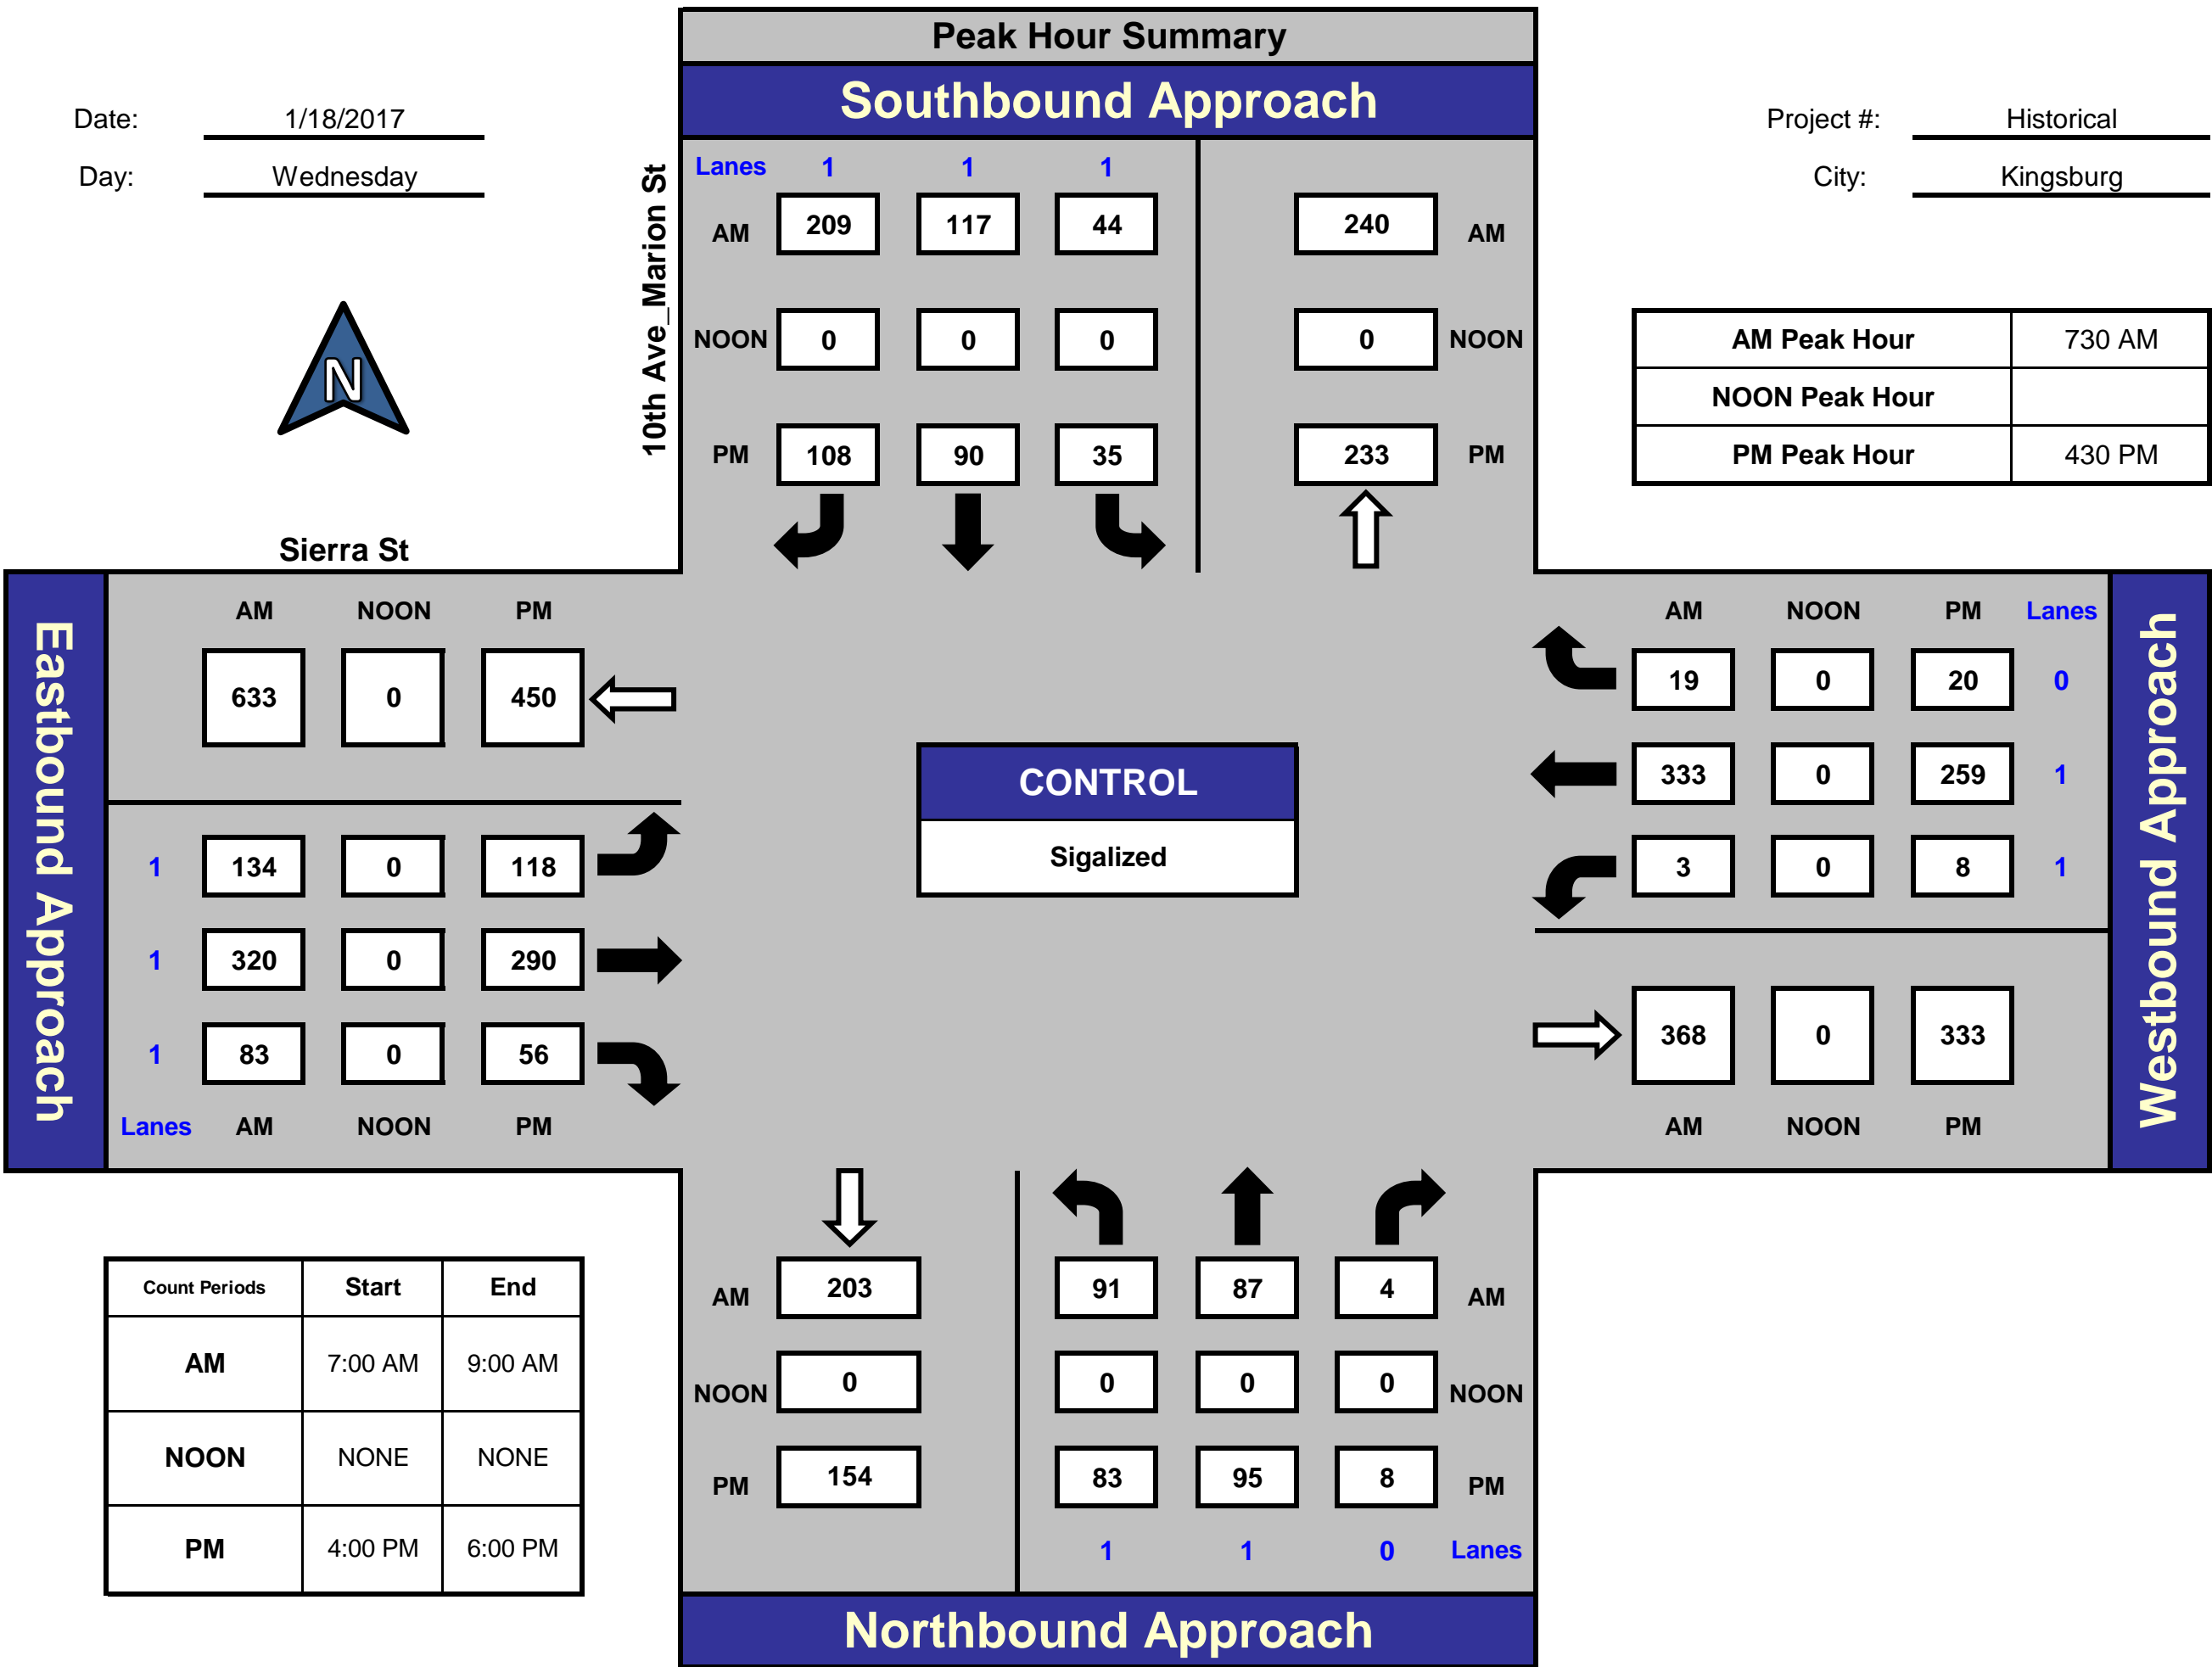 Peak Hour Summary
Southbound Approach
Date: 1/18/2017
Day: Wednesday
Project #: Historical
City: Kingsburg
10th Ave_Marion St
Lanes 1 1 1
AM 209 117 44 240 AM
NOON 0 0 0 0 NOON
PM 108 90 35 233 PM
N
AM Peak Hour 730 AM
NOON Peak Hour
PM Peak Hour 430 PM
Sierra St
Eastbound Approach
AM NOON PM
633 0 450
1 134 0 118
1 320 0 290
1 83 0 56
Lanes AM NOON PM
CONTROL
Sigalized
AM NOON PM Lanes
19 0 20 0
333 0 259 1
3 0 8 1
368 0 333
AM NOON PM
Westbound Approach
Count Periods Start End
AM 7:00 AM 9:00 AM
NOON NONE NONE
PM 4:00 PM 6:00 PM
AM 203 91 87 4 AM
NOON 0 0 0 0 NOON
PM 154 83 95 8 PM
1 1 0 Lanes
Northbound Approach